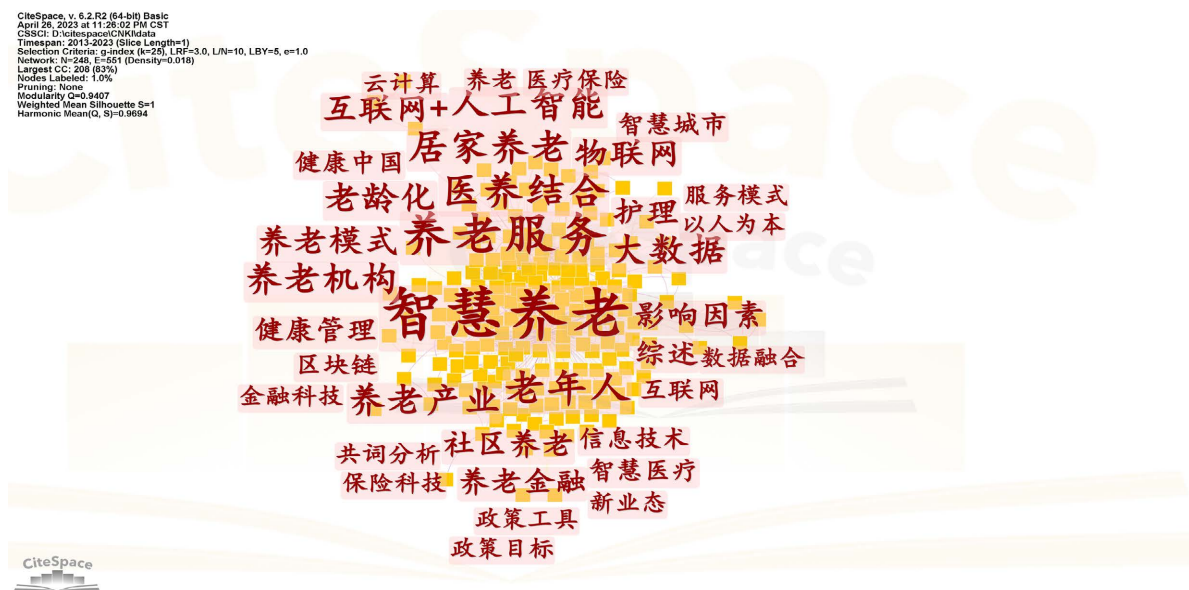 CiteSpace, v. 6.2.R2 (64-bit) Basic
April 26, 2023 at 11:26:02 PM CST
CSSCI: D:\citespace\CNKI\data
Timespan: 2013-2023 (Slice Length=1)
Selection Criteria: g-index (k=25), LRF=3.0, L/N=10, LBY=5, e=1.0
Network: N=248, E=551 (Density=0.018)
Largest CC: 208 (83%)
Nodes Labeled: 1.0%
Pruning: None
Modularity Q=0.9407
Weighted Mean Silhouette S=1
Harmonic Mean(Q, S)=0.9694
云计算
养老
医疗保险
互联网+
人工智能
智慧城市
居家养老
物联网
健康中国
老龄化
医养结合
服务模式
护理
以人为本
养老模式
养老服务
大数据
养老机构
智慧养老
影响因素
健康管理
综述
数据融合
区块链
金融科技
养老产业
老年人
互联网
社区养老
信息技术
共词分析
智慧医疗
保险科技
养老金融
新业态
政策工具
政策目标
CiteSpace